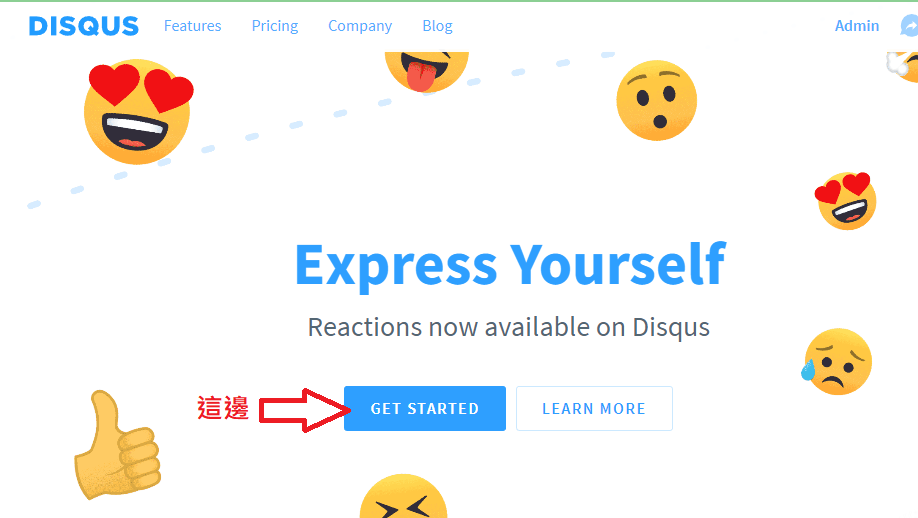 DISQUS Features Pricing Company Blog Admin
Express Yourself
Reactions now available on Disqus
這邊 GET STARTED LEARN MORE